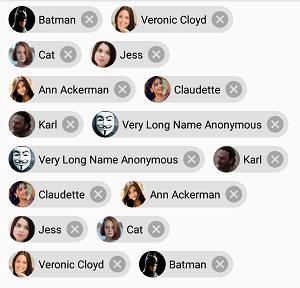 Batman Veronic Cloyd
Cat Jess
Ann Ackerman Claudette
Karl Very Long Name Anonymous
Very Long Name Anonymous Karl
Claudette Ann Ackerman
Jess Cat
Veronic Cloyd Batman